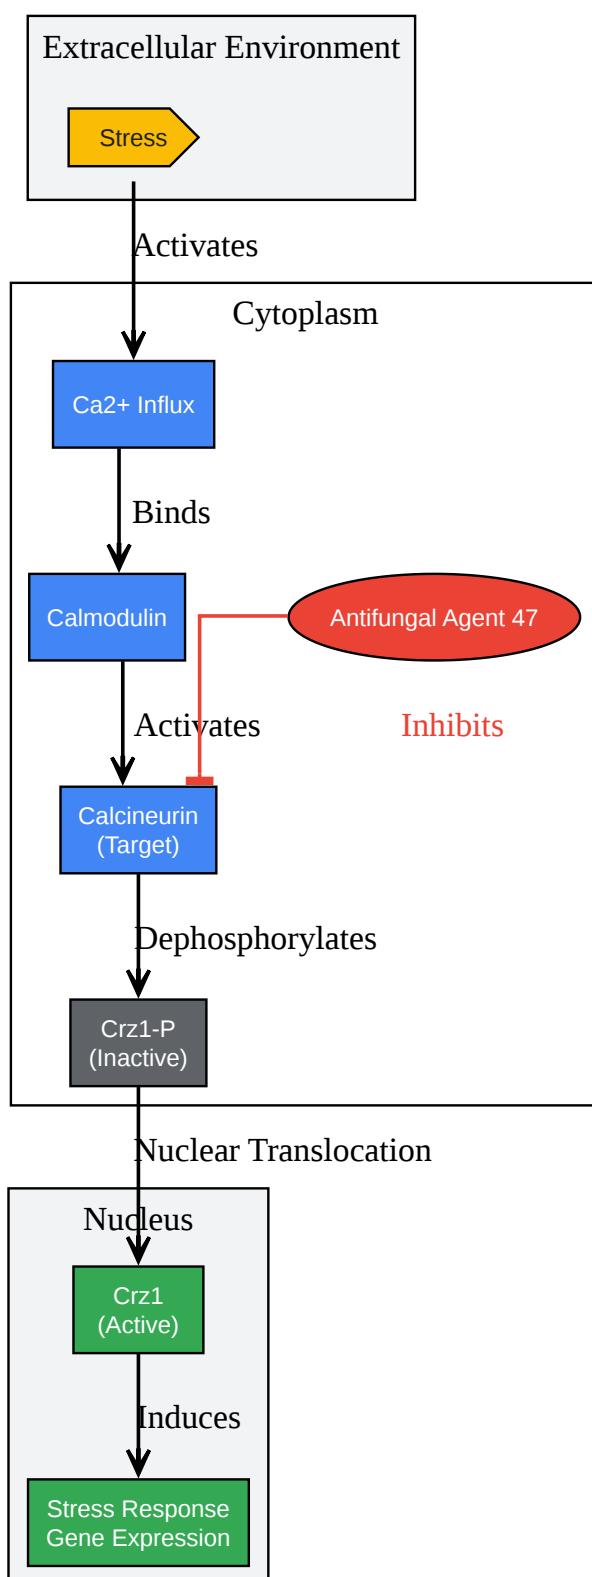 Extracellular Environment
Stress
Activates
Cytoplasm
Ca2+ Influx
Binds
Calmodulin
Antifungal Agent 47
Activates
Inhibits
Calcineurin
(Target)
Dephosphorylates
Crz1-P
(Inactive)
Nuclear Translocation
Nucleus
Crz1
(Active)
Induces
Stress Response
Gene Expression